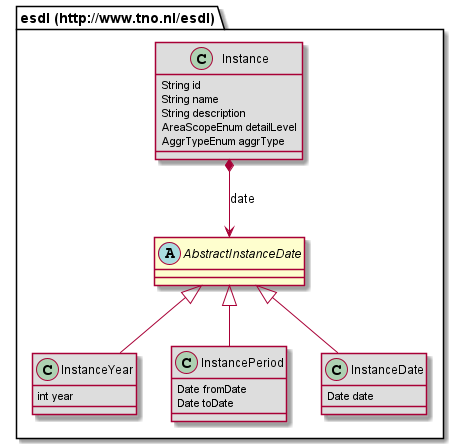 esdl (http://www.tno.nl/esdl)
C Instance
String id
String name
String description
AreaScopeEnum detailLevel
AggrTypeEnum aggrType
date
A AbstractInstanceDate
C InstanceYear
int year
C InstancePeriod
Date fromDate
Date toDate
C InstanceDate
Date date